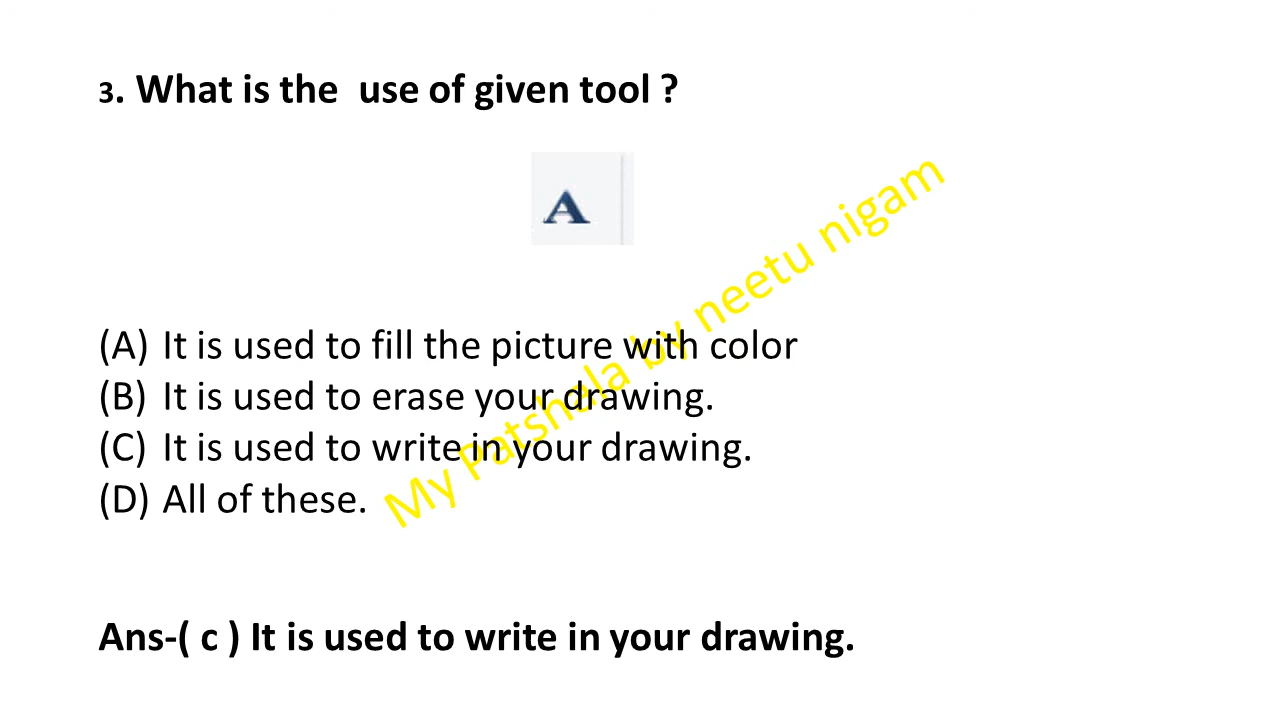 3. What is the use of given tool ?
A
(A) It is used to fill the picture with color
(B) It is used to erase your drawing.
(C) It is used to write in your drawing.
(D) All of these.
My Patshela by neetu nigam
Ans-( c ) It is used to write in your drawing.